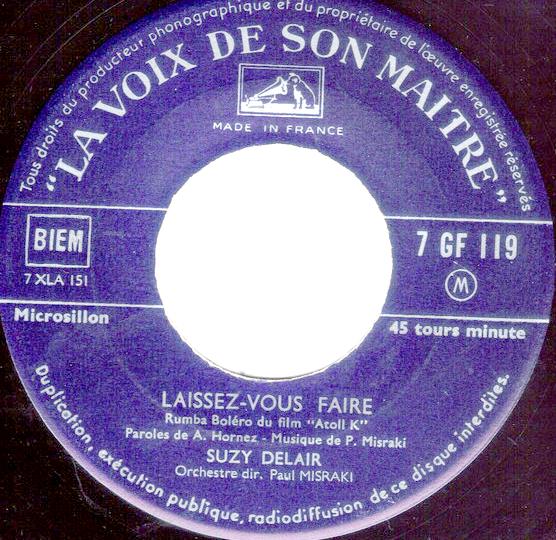 Tous droits du producteur phonographique et du propriétaire de l'œuvre enregistrée réservés
"LA VOIX DE SON MAITRE"
MADE IN FRANCE
BIEM
7 XLA 151
7 GF 119
M
Microsillon
45 tours minute
LAISSEZ-VOUS FAIRE
Rumba Boléro du film "Atoll K"
Paroles de A. Hornez - Musique de P. Misraki
SUZY DELAIR
Orchestre dir. Paul MISRAKI
Duplication, exécution publique, radiodiffusion de ce disque interdites.